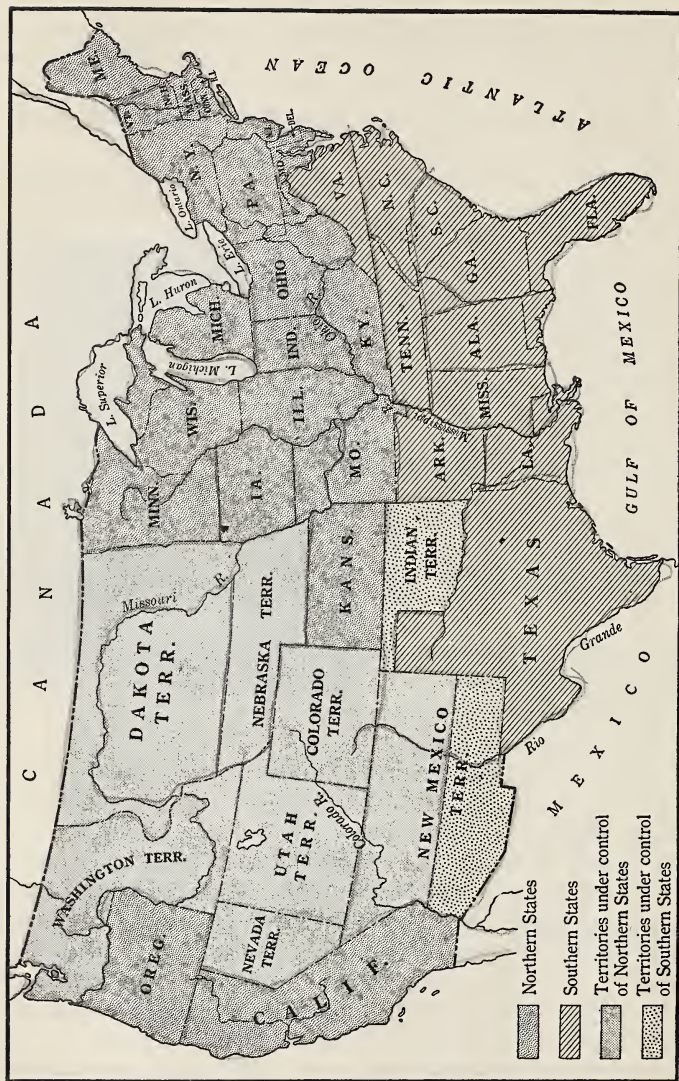 CANADA
ATLANTIC OCEAN
GULF OF MEXICO
MEXICO
WASHINGTON TERR.
OREG.
CALIF.
NEVADA
TERR.
UTAH
TERR.
Colorado R.
DAKOTA
TERR.
Missouri R.
NEBRASKA TERR.
COLORADO
TERR.
NEW MEXICO
TERR.
KANS.
INDIAN
TERR.
TEXAS
Rio Grande
MINN.
IA.
MO.
ARK.
LA.
WIS.
ILL.
Mississippi
MICH.
IND.
OHIO
Ohio R.
KY.
TENN.
MISS.
ALA.
GA.
FLA.
S.C.
N.C.
VA.
PA.
N.Y.
ME.
MASS.
DEL.
L. Superior
L. Michigan
L. Huron
L. Erie
L. Ontario
Northern States
Southern States
Territories under control
of Northern States
Territories under control
of Southern States